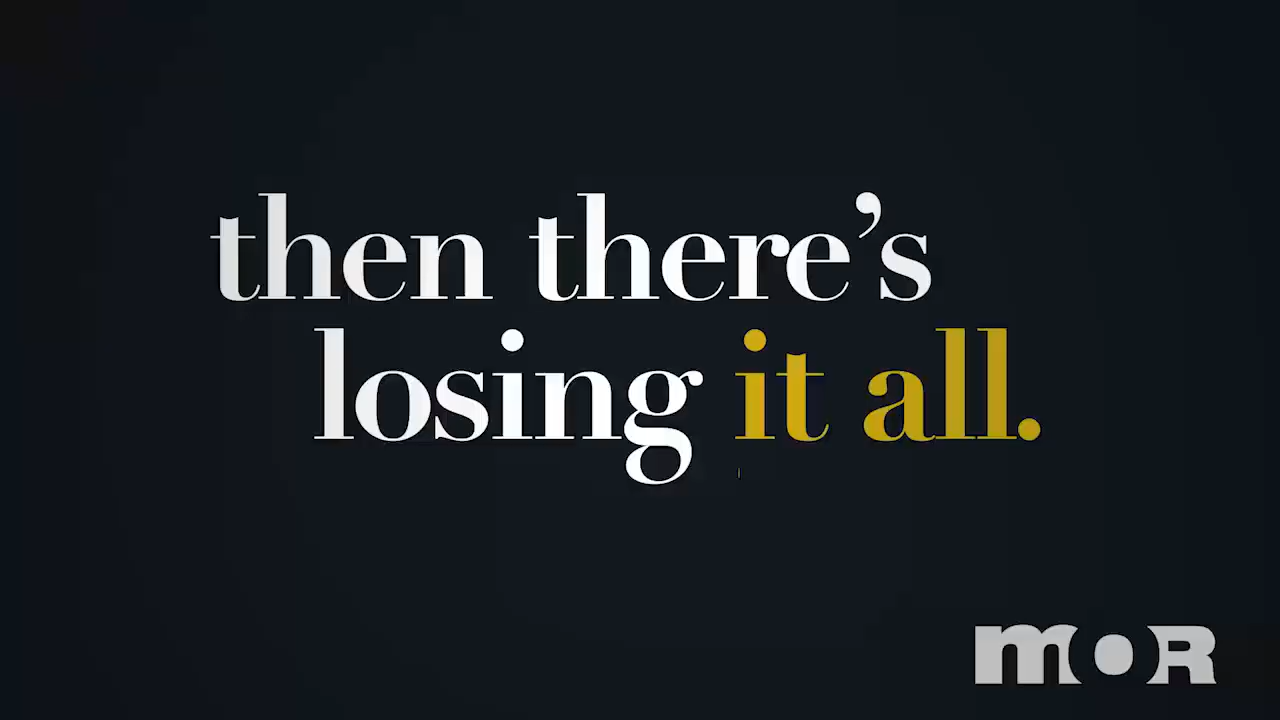 then there’s
losing it all.
MOR